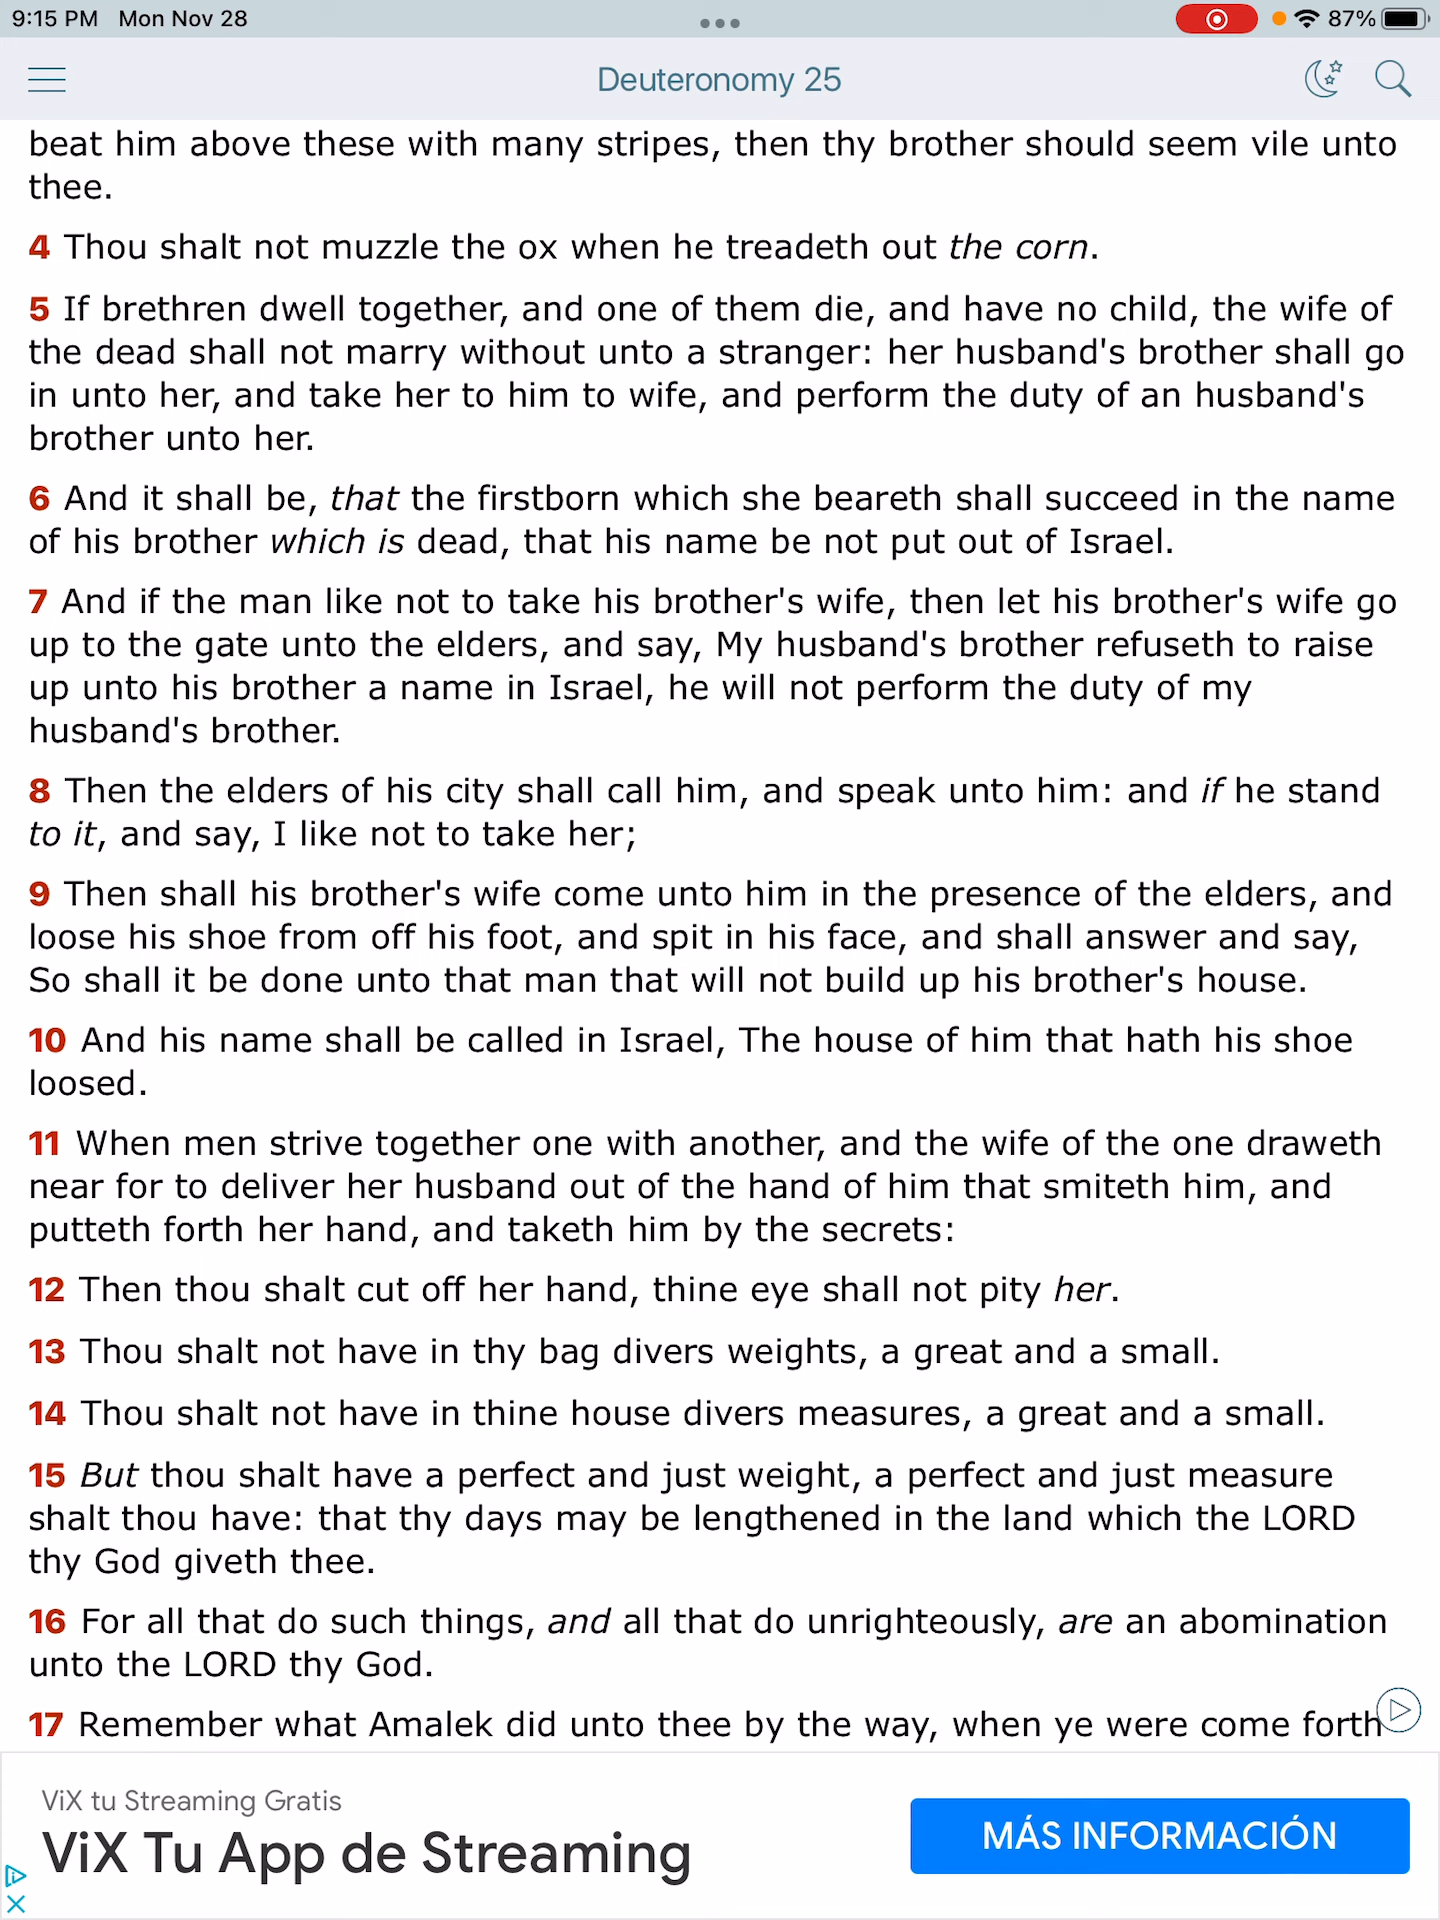 9:15 PM Mon Nov 28
87%
Deuteronomy 25
beat him above these with many stripes, then thy brother should seem vile unto
thee.
4 Thou shalt not muzzle the ox when he treadeth out the corn.
5 If brethren dwell together, and one of them die, and have no child, the wife of
the dead shall not marry without unto a stranger: her husband's brother shall go
in unto her, and take her to him to wife, and perform the duty of an husband's
brother unto her.
6 And it shall be, that the firstborn which she beareth shall succeed in the name
of his brother which is dead, that his name be not put out of Israel.
7 And if the man like not to take his brother's wife, then let his brother's wife go
up to the gate unto the elders, and say, My husband's brother refuseth to raise
up unto his brother a name in Israel, he will not perform the duty of my
husband's brother.
8 Then the elders of his city shall call him, and speak unto him: and if he stand
to it, and say, I like not to take her;
9 Then shall his brother's wife come unto him in the presence of the elders, and
loose his shoe from off his foot, and spit in his face, and shall answer and say,
So shall it be done unto that man that will not build up his brother's house.
10 And his name shall be called in Israel, The house of him that hath his shoe
loosed.
11 When men strive together one with another, and the wife of the one draweth
near for to deliver her husband out of the hand of him that smiteth him, and
putteth forth her hand, and taketh him by the secrets:
12 Then thou shalt cut off her hand, thine eye shall not pity her.
13 Thou shalt not have in thy bag divers weights, a great and a small.
14 Thou shalt not have in thine house divers measures, a great and a small.
15 But thou shalt have a perfect and just weight, a perfect and just measure
shalt thou have: that thy days may be lengthened in the land which the LORD
thy God giveth thee.
16 For all that do such things, and all that do unrighteously, are an abomination
unto the LORD thy God.
17 Remember what Amalek did unto thee by the way, when ye were come forth
ViX tu Streaming Gratis
ViX Tu App de Streaming
MÁS INFORMACIÓN